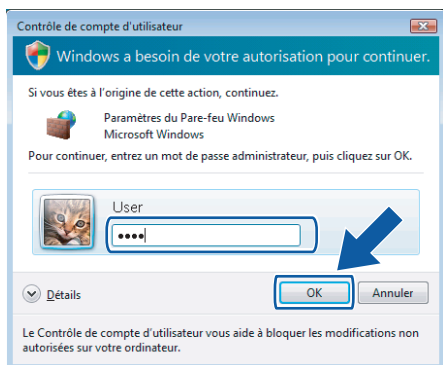 Contrôle de compte d'utilisateur
Windows a besoin de votre autorisation pour continuer.
Si vous êtes à l'origine de cette action, continuez.
Paramètres du Pare-feu Windows
Microsoft Windows
Pour continuer, entrez un mot de passe administrateur, puis cliquez sur OK.
User
••••
Détails
OK
Annuler
Le Contrôle de compte d'utilisateur vous aide à bloquer les modifications non
autorisées sur votre ordinateur.